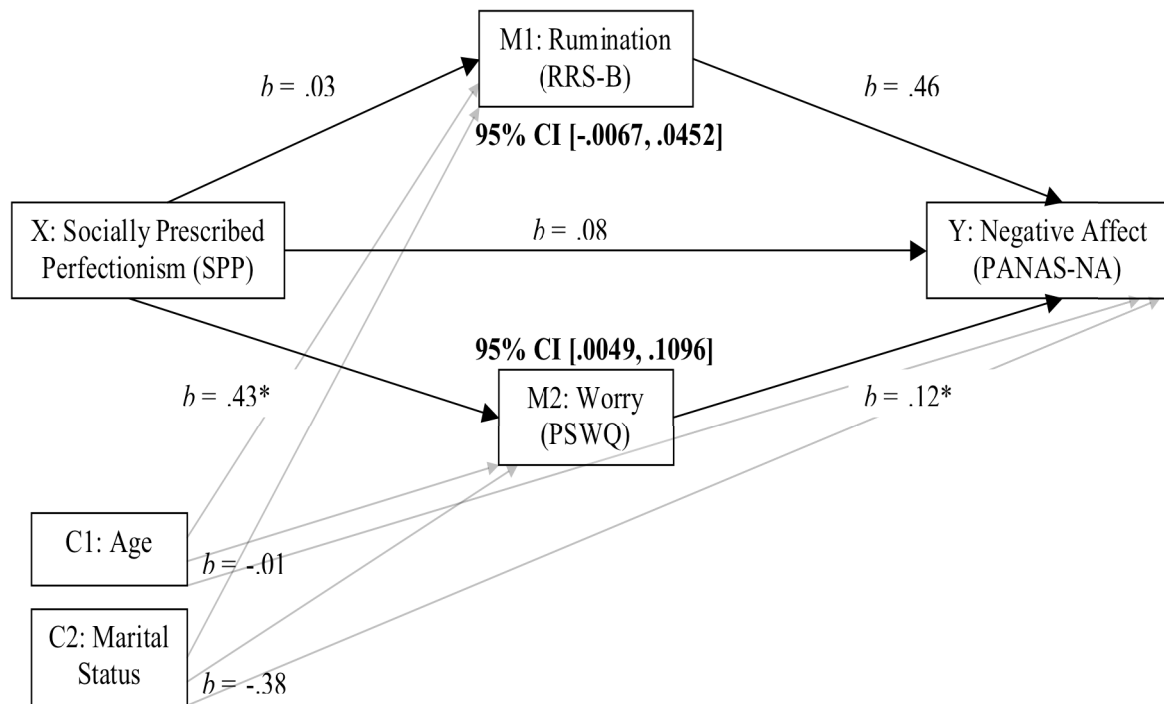 M1: Rumination
(RRS-B)
b = .03
b = .46
95% CI [-.0067, .0452]
X: Socially Prescribed
Perfectionism (SPP)
b = .08
Y: Negative Affect
(PANAS-NA)
95% CI [.0049, .1096]
b = .43*
M2: Worry
(PSWQ)
b = .12*
C1: Age
b = -.01
C2: Marital
Status
b = -.38